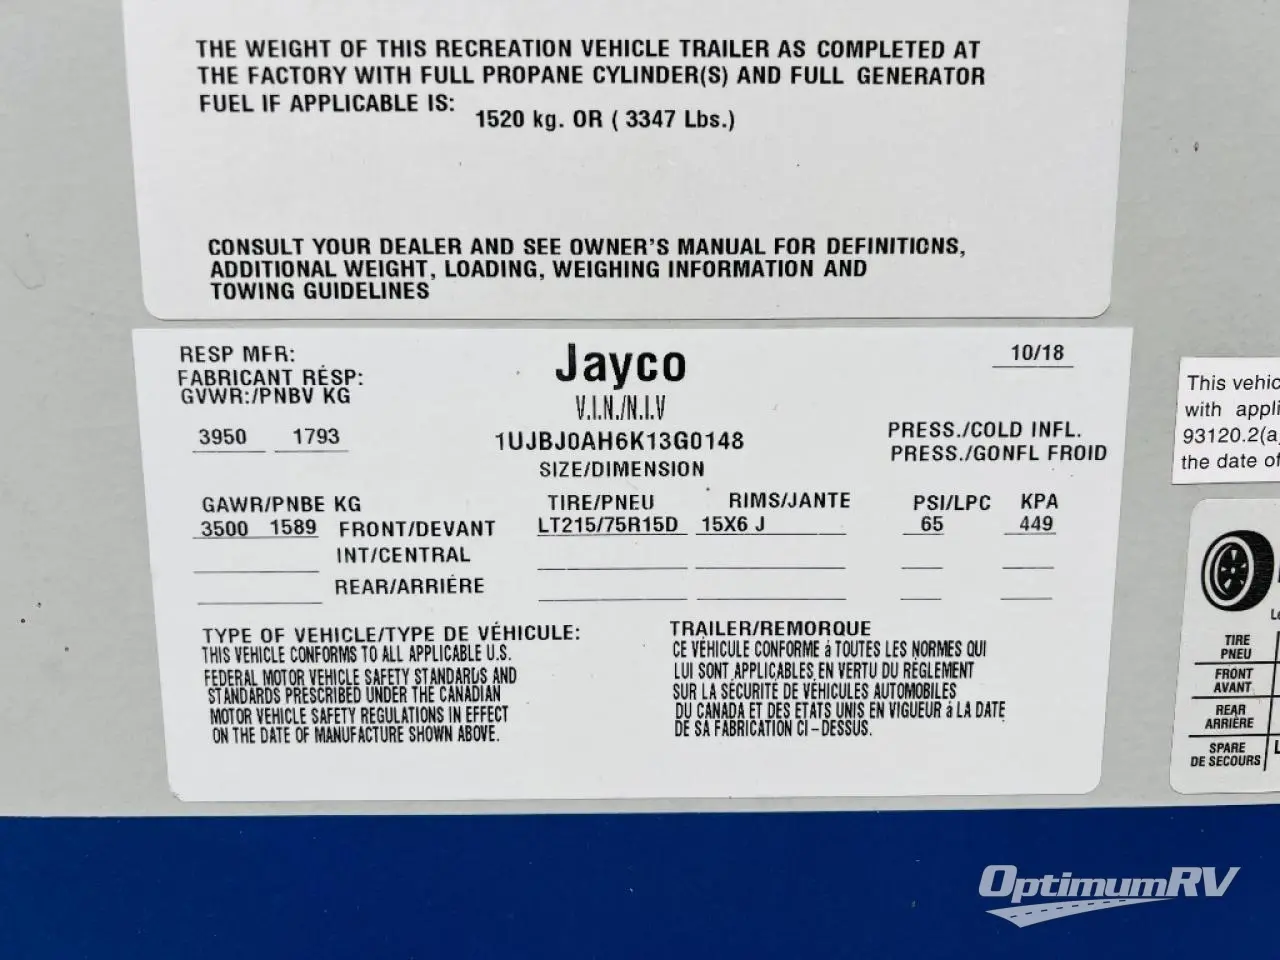 THE WEIGHT OF THIS RECREATION VEHICLE TRAILER AS COMPLETED AT
THE FACTORY WITH FULL PROPANE CYLINDER(S) AND FULL GENERATOR
FUEL IF APPLICABLE IS:
1520 kg. OR ( 3347 Lbs.)
CONSULT YOUR DEALER AND SEE OWNER'S MANUAL FOR DEFINITIONS,
ADDITIONAL WEIGHT, LOADING, WEIGHING INFORMATION AND
TOWING GUIDELINES
RESP MFR: Jayco 10/18
FABRICANT RÉSP:
GVWR:/PNBV KG V.I.N./N.I.V
3950 1793 1UJBJ0AH6K13G0148 PRESS./COLD INFL.
SIZE/DIMENSION PRESS./GONFL FROID
GAWR/PNBE KG TIRE/PNEU RIMS/JANTE PSI/LPC KPA
3500 1589 FRONT/DEVANT LT215/75R15D 15X6 J 65 449
INT/CENTRAL
REAR/ARRIÉRE
TYPE OF VEHICLE/TYPE DE VÉHICULE: TRAILER/REMORQUE
THIS VEHICLE CONFORMS TO ALL APPLICABLE U.S.
FEDERAL MOTOR VEHICLE SAFETY STANDARDS AND
STANDARDS PRESCRIBED UNDER THE CANADIAN
MOTOR VEHICLE SAFETY REGULATIONS IN EFFECT
ON THE DATE OF MANUFACTURE SHOWN ABOVE.
CE VÉHICULE CONFORME à TOUTES LES NORMES QUI
LUI SONT APPLICABLES EN VERTU DU RÉGLEMENT
SUR LA SÉCURITÉ DE VÉHICULES AUTOMOBILES
DU CANADA ET DES ETATS UNIS EN VIGUEUR à LA DATE
DE SA FABRICATION CI-DESSUS.
This vehic
with appli
93120.2(a
the date of
TIRE
PNEU
FRONT
AVANT
REAR
ARRIÈRE
SPARE
DE SECOURS
OptimumRV